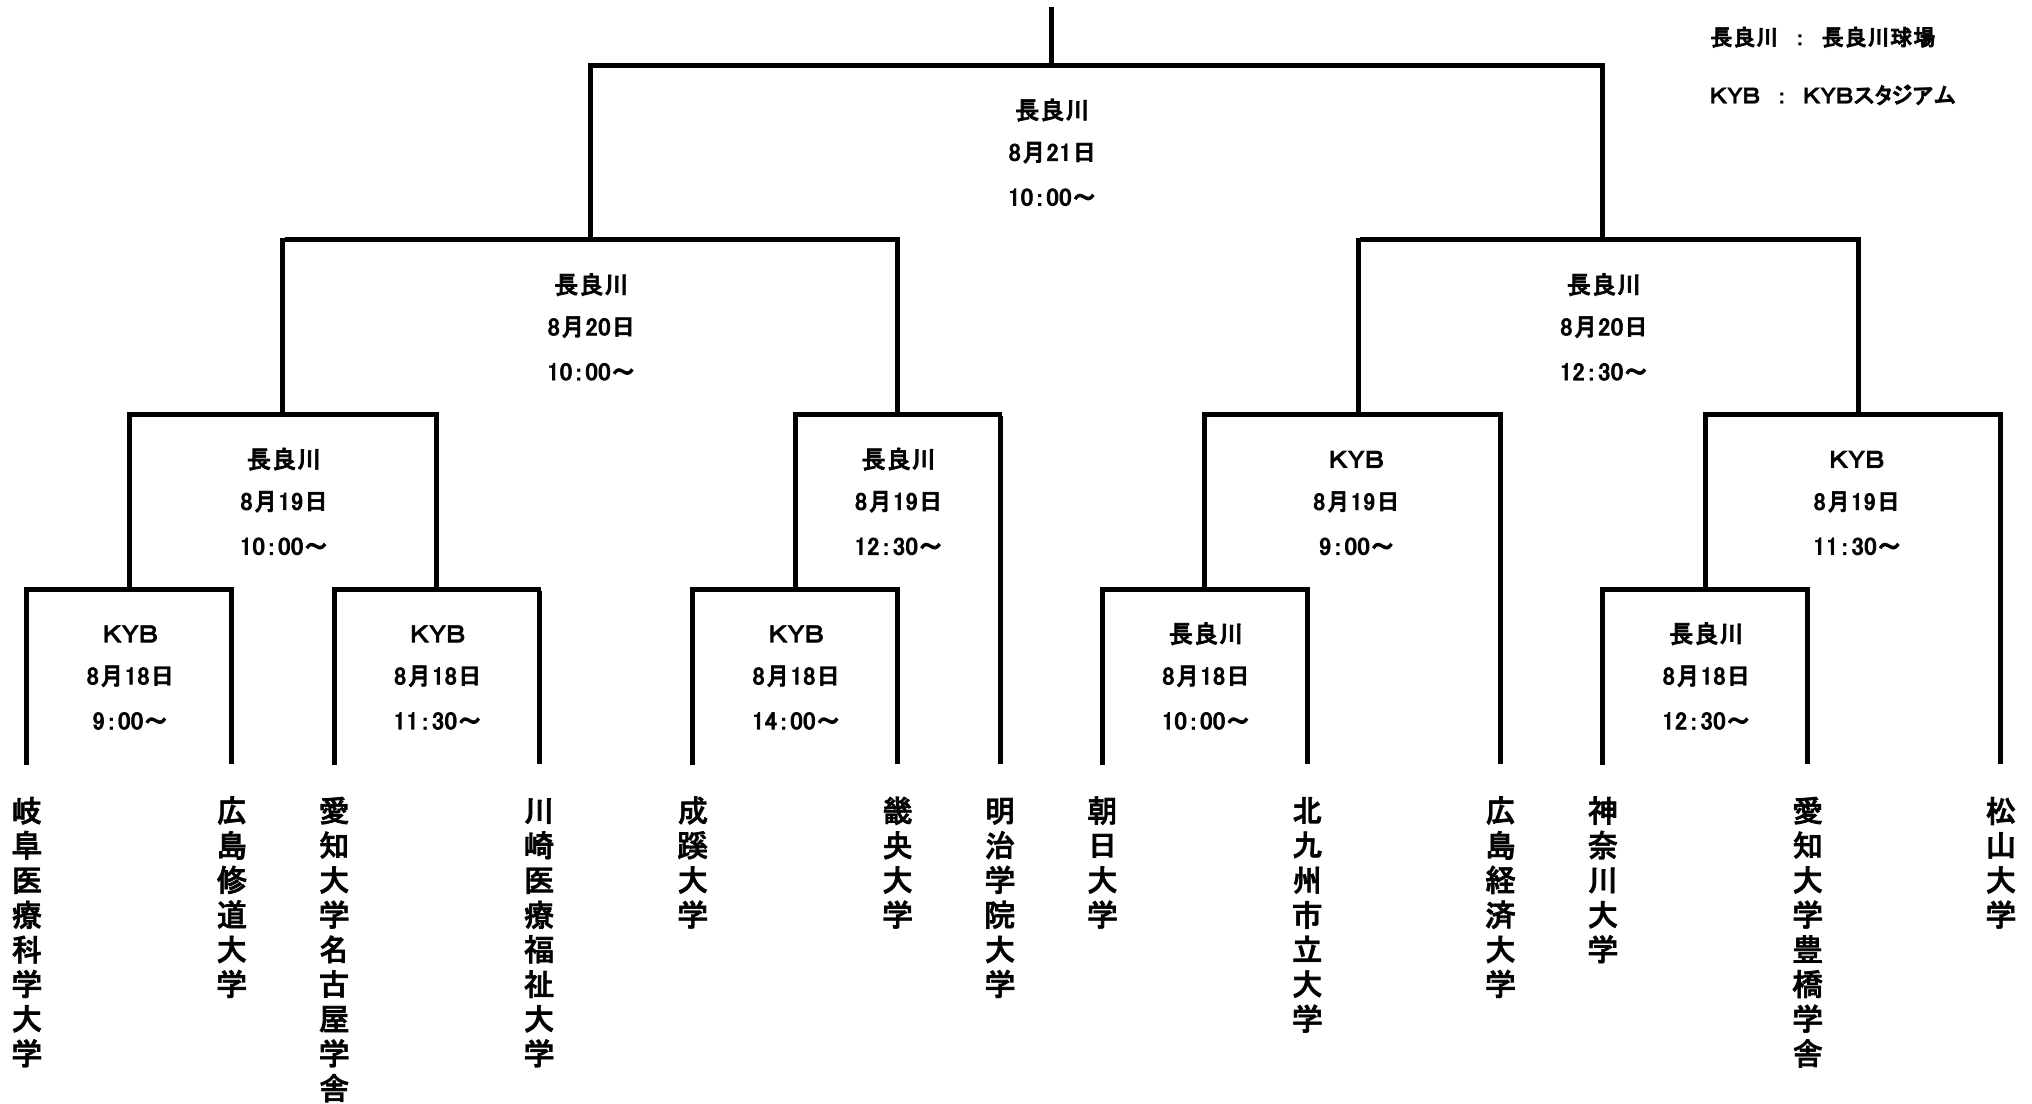 長良川 : 長良川球場
KYB : KYBスタジアム
長良川
8月21日
10:00～
長良川
8月20日
10:00～
長良川
8月20日
12:30～
長良川
8月19日
10:00～
長良川
8月19日
12:30～
KYB
8月19日
9:00～
KYB
8月19日
11:30～
KYB
8月18日
9:00～
KYB
8月18日
11:30～
KYB
8月18日
14:00～
長良川
8月18日
10:00～
長良川
8月18日
12:30～
岐阜医療科学大学
広島修道大学
愛知大学名古屋学舎
川崎医療福祉大学
成蹊大学
畿央大学
明治学院大学
朝日大学
北九州市立大学
広島経済大学
神奈川大学
愛知大学豊橋学舎
松山大学